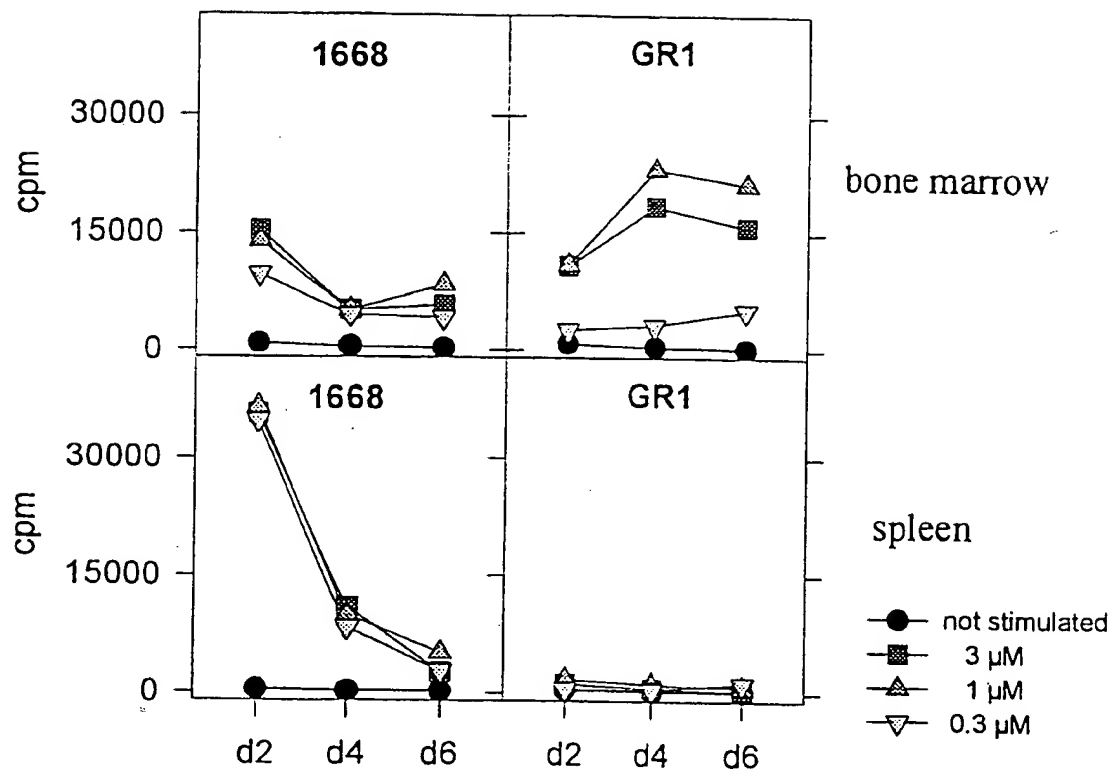 1668
GR1
30000
15000
0
cpm
bone marrow
1668
GR1
30000
15000
0
cpm
spleen
not stimulated
3 µM
1 µM
0.3 µM
d2 d4 d6 d2 d4 d6